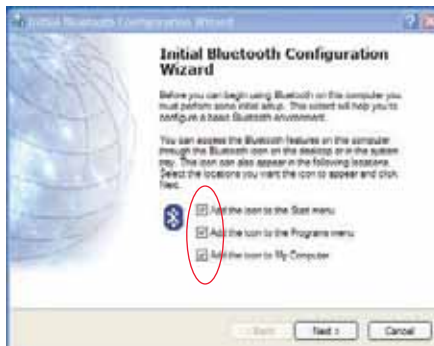 Initial Bluetooth Configuration Wizard
Initial Bluetooth Configuration
Wizard
Before you can begin using Bluetooth on this computer you
must perform some initial setup. This wizard will help you to
configure a basic Bluetooth environment.
You can access the Bluetooth features on this computer
through the Bluetooth icon on the desktop or in the system
tray. This icon can also appear in the following locations.
Select the locations you want the icon to appear and click
Next.
Add the icon to the Start menu
Add the icon to the Programs menu
Add the icon to My Computer
< Back
Next >
Cancel